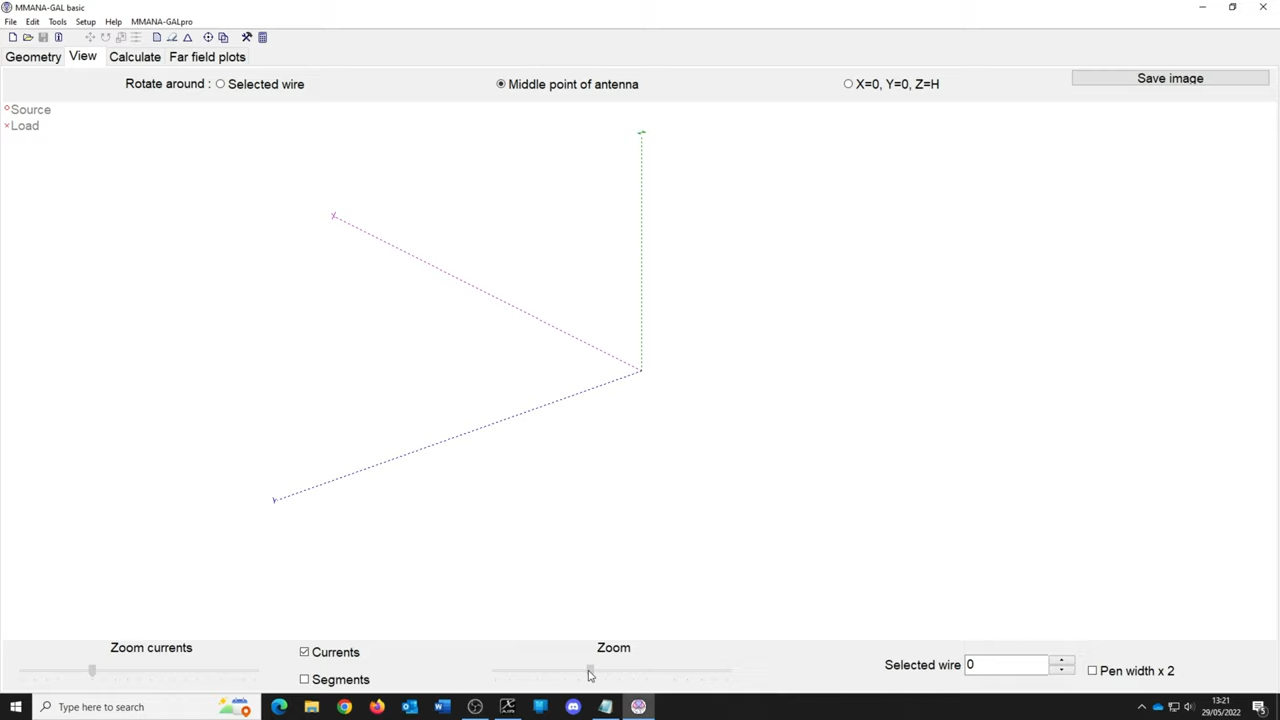 MMANA-GAL basic
File Edit Tools Setup Help MMANA-GALpro
Geometry View Calculate Far field plots
Rotate around : Selected wire Middle point of antenna X=0, Y=0, Z=H Save image
Source
Load
X
Y
Zoom currents Currents Zoom
Segments Selected wire 0 Pen width x 2
Type here to search
13:21
29/05/2022